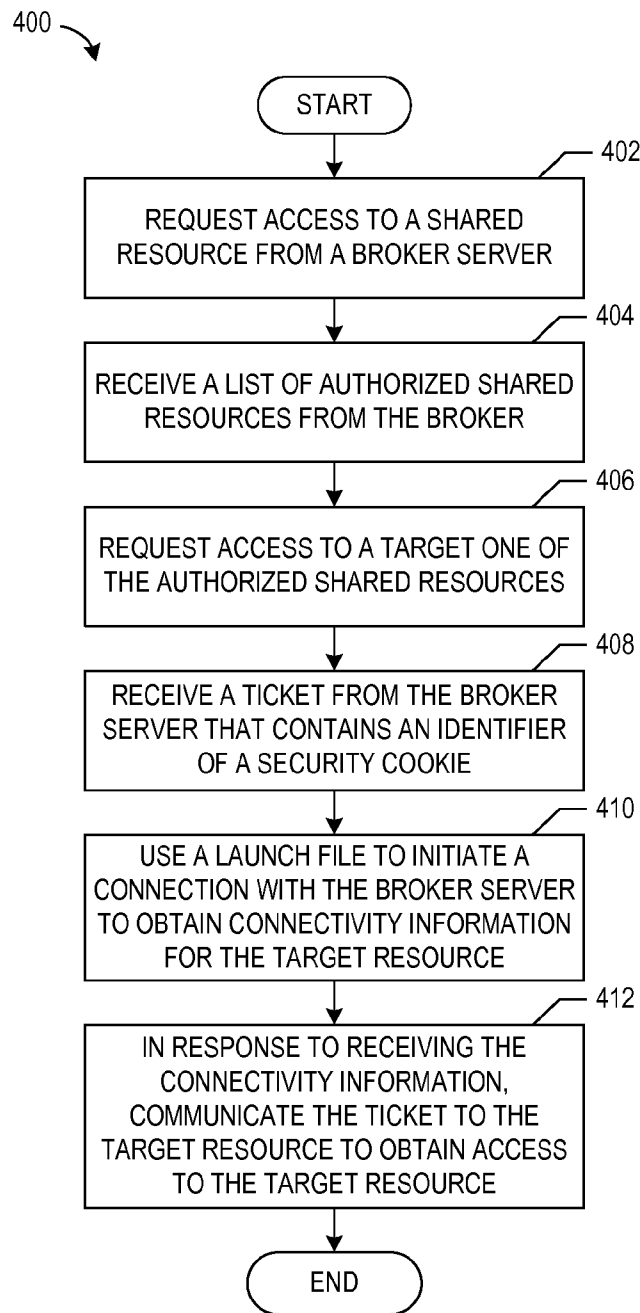 400
START
402
REQUEST ACCESS TO A SHARED
RESOURCE FROM A BROKER SERVER
404
RECEIVE A LIST OF AUTHORIZED SHARED
RESOURCES FROM THE BROKER
406
REQUEST ACCESS TO A TARGET ONE OF
THE AUTHORIZED SHARED RESOURCES
408
RECEIVE A TICKET FROM THE BROKER
SERVER THAT CONTAINS AN IDENTIFIER
OF A SECURITY COOKIE
410
USE A LAUNCH FILE TO INITIATE A
CONNECTION WITH THE BROKER SERVER
TO OBTAIN CONNECTIVITY INFORMATION
FOR THE TARGET RESOURCE
412
IN RESPONSE TO RECEIVING THE
CONNECTIVITY INFORMATION,
COMMUNICATE THE TICKET TO THE
TARGET RESOURCE TO OBTAIN ACCESS
TO THE TARGET RESOURCE
END